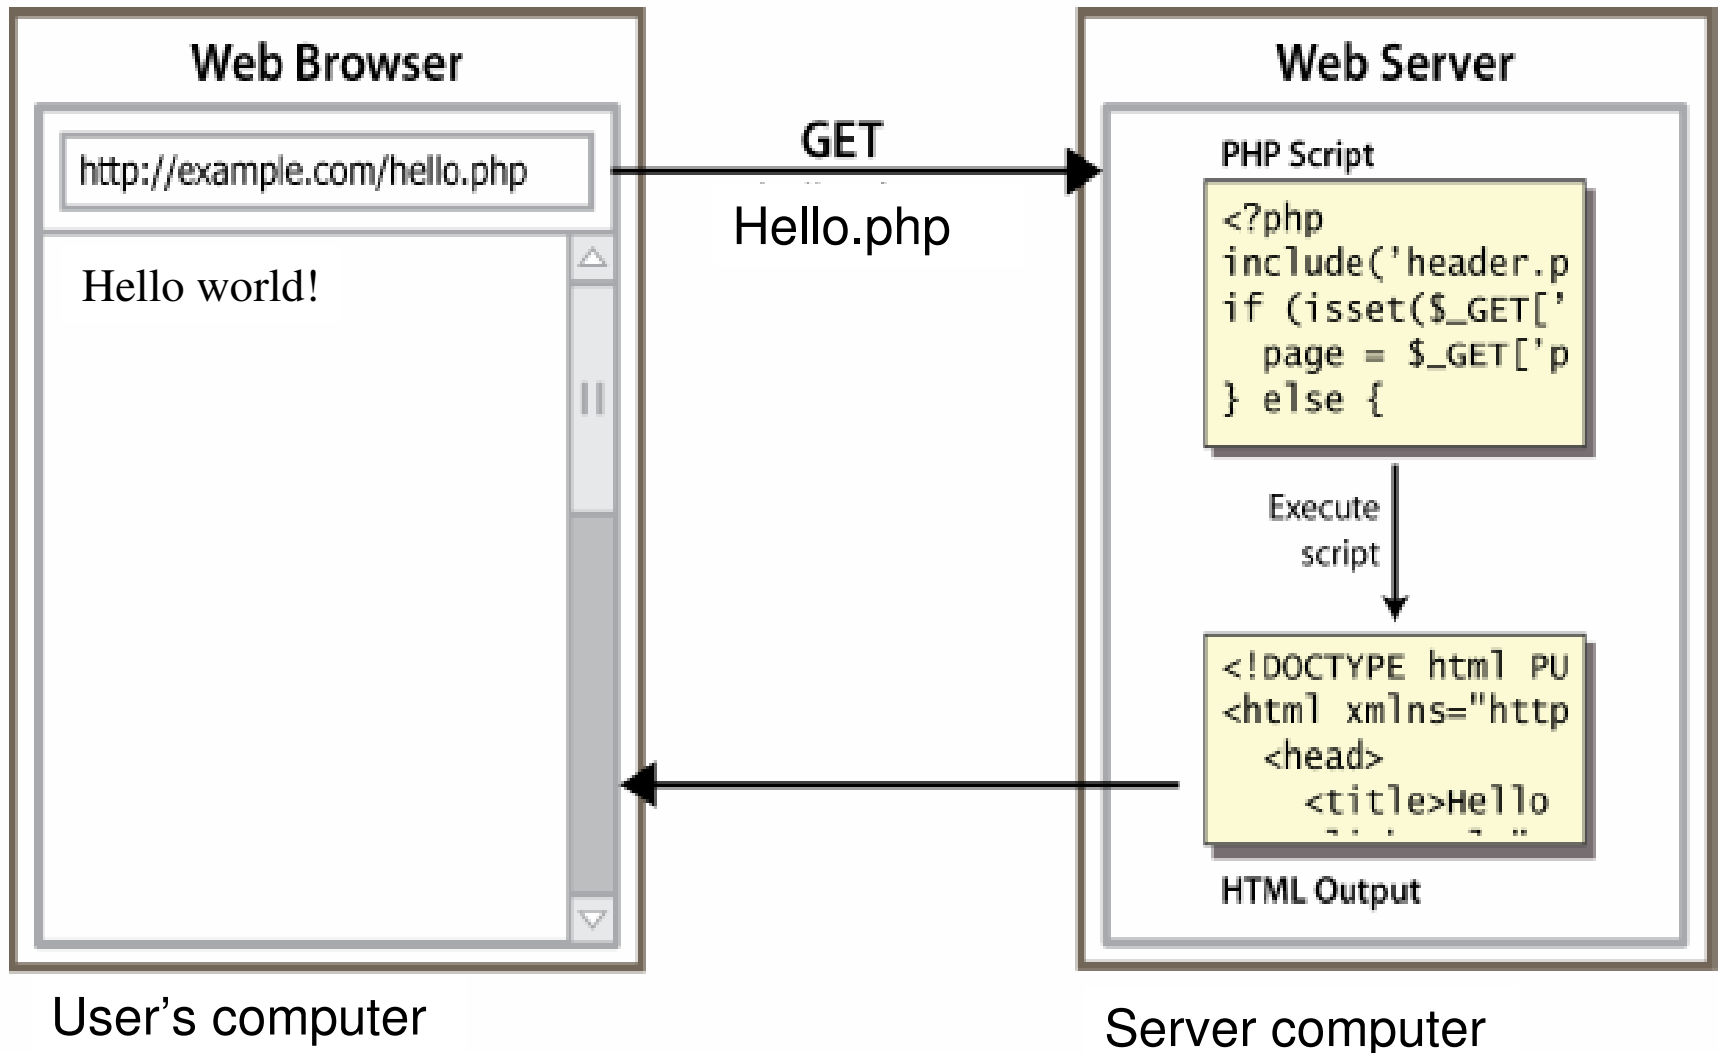 Web Browser
http://example.com/hello.php
Hello world!
User's computer
GET
Hello.php
Web Server
PHP Script
<?php
include('header.p
if (isset($_GET['
  page = $_GET['p
} else {
Execute
script
<!DOCTYPE html PU
<html xmlns="http
  <head>
    <title>Hello
HTML Output
Server computer